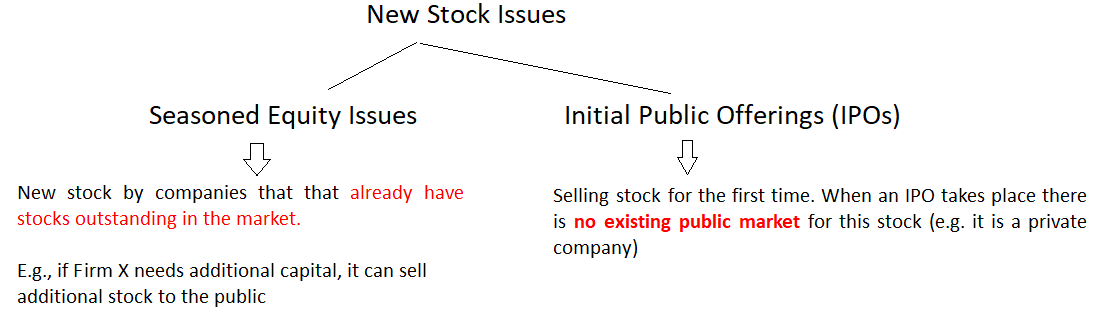 New Stock Issues
Seasoned Equity Issues
New stock by companies that that already have
stocks outstanding in the market.
E.g., if Firm X needs additional capital, it can sell
additional stock to the public
Initial Public Offerings (IPOs)
Selling stock for the first time. When an IPO takes place there
is no existing public market for this stock (e.g. it is a private
company)